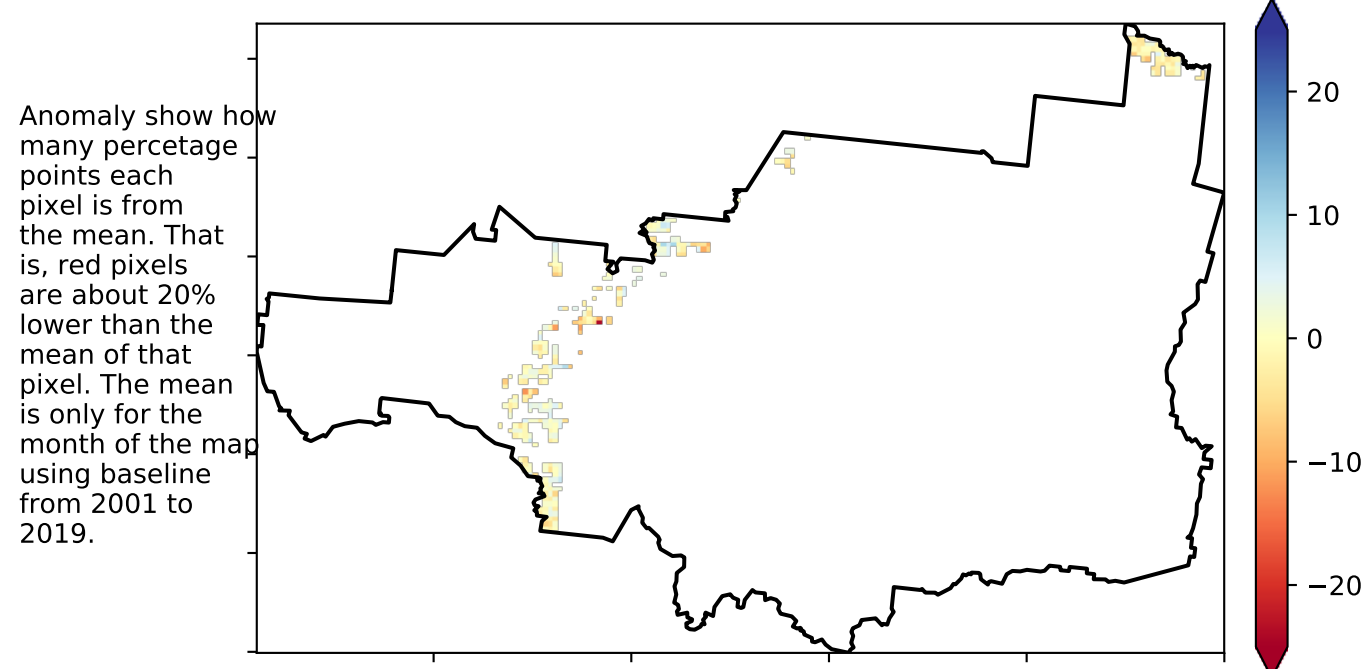 Anomaly show how
many percetage
points each
pixel is from
the mean. That
is, red pixels
are about 20%
lower than the
mean of that
pixel. The mean
is only for the
month of the map
using baseline
from 2001 to
2019.
20
10
0
−10
−20